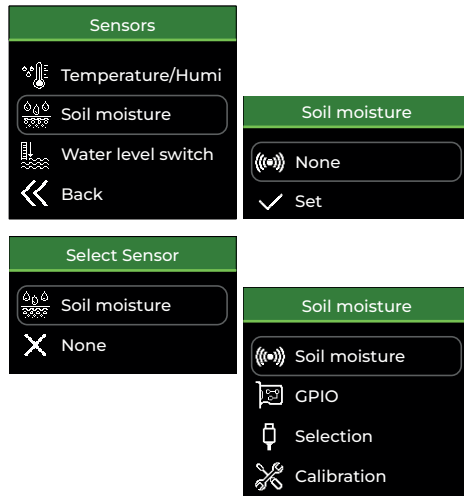 Sensors
Temperature/Humi
Soil moisture
Water level switch
Back
Soil moisture
None
Set
Select Sensor
Soil moisture
None
Soil moisture
Soil moisture
GPIO
Selection
Calibration